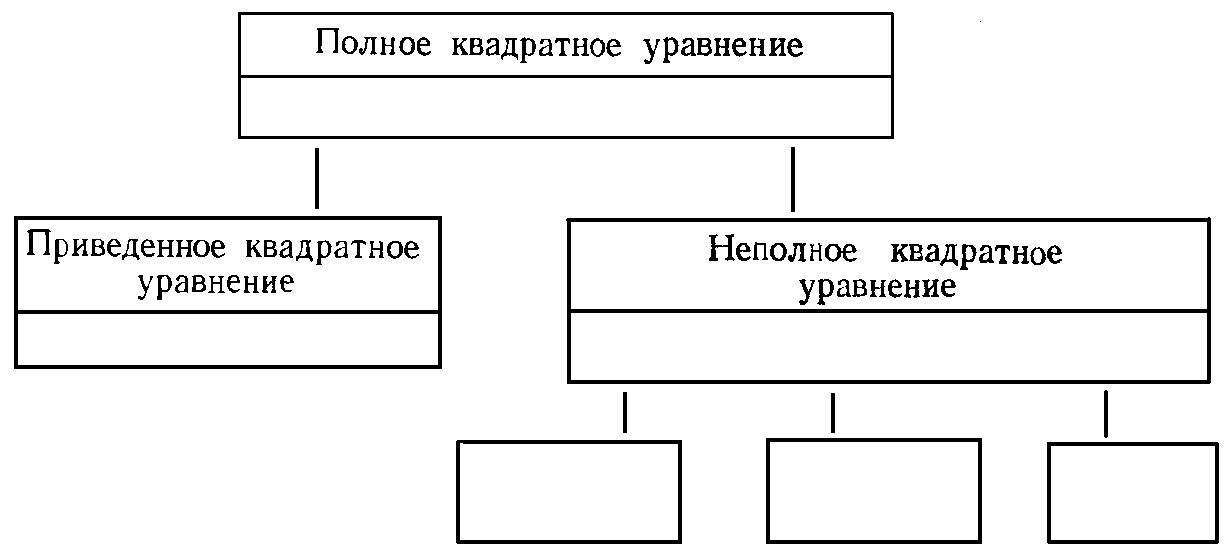 Полное квадратное уравнение
Приведенное квадратное
уравнение
Неполное квадратное
уравнение